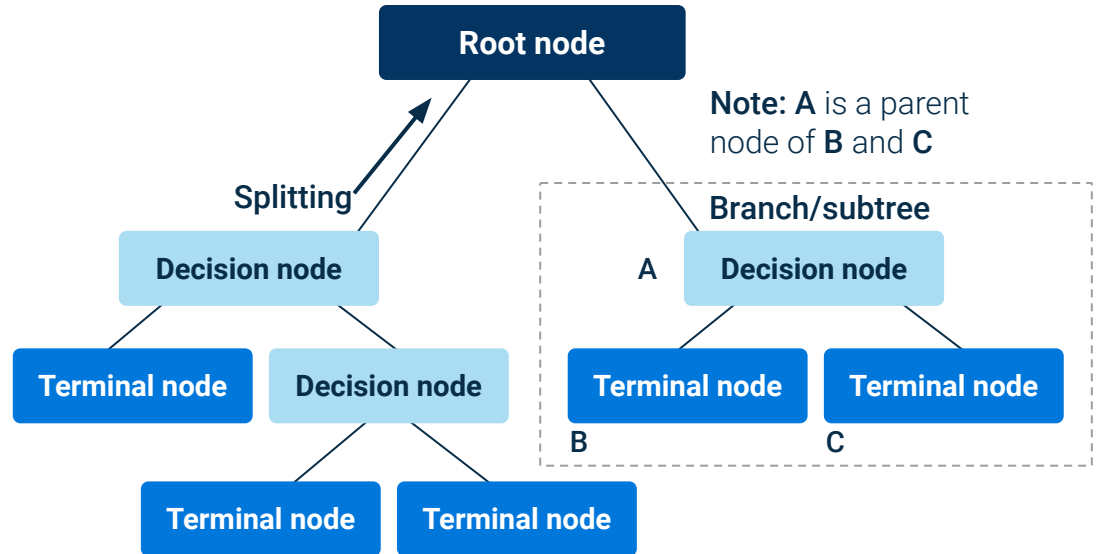 Root node
Note: A is a parent
node of B and C
Splitting
Branch/subtree
Decision node
A
Decision node
Terminal node
Decision node
Terminal node
Terminal node
B
C
Terminal node
Terminal node